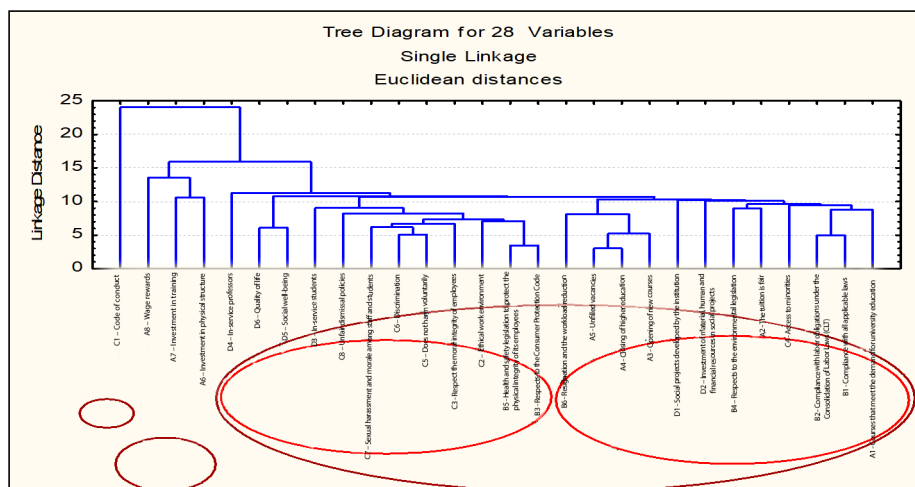 Tree Diagram for 28 Variables
Single Linkage
Euclidean distances
Linkage Distance
25
20
15
10
5
0
C1 – Code of conduct
A8 – Wage rewards
A7 – Investment in training
A6 – Investment in physical structure
D4 – In-service professors
D6 – Quality of life
D5 – Social well-being
D3 – In-service students
C8 – Unfair dismissal policies
C7 – Sexual harassment and morale among staff and students
C6 – Discrimination
C5 – Does not harm voluntarily
C3 – Respect the moral integrity of employees
C2 – Ethical work environment
B5 – Health and safety legislation to protect the
physical integrity of its employees
B3 – Respects to the Consumer Protection Code
B6 – Resignation and the workload reduction
A5 – Unfilled vacancies
A4 – Closing of higher education
A3 – Opening of new courses
D1 – Social projects developed by the institution
D2 – Investment of material, human and
financial resources in social projects
B4 – Respects to the environmental legislation
A2 – The tuition is fair
C4 – Access to minorities
B2- Compliance with labor obligations under the
Consolidation of Labor Laws (CLT)
B1 – Compliance with all applicable laws
A1 – Courses that meet the demand for university education